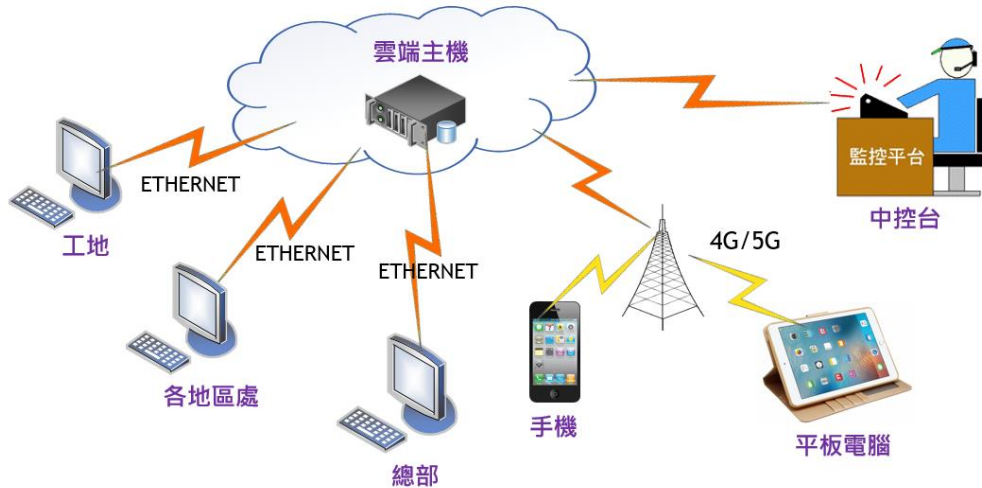 雲端主機
監控平台
中控台
ETHERNET
工地
ETHERNET
ETHERNET
4G/5G
各地區處
手機
平板電腦
總部